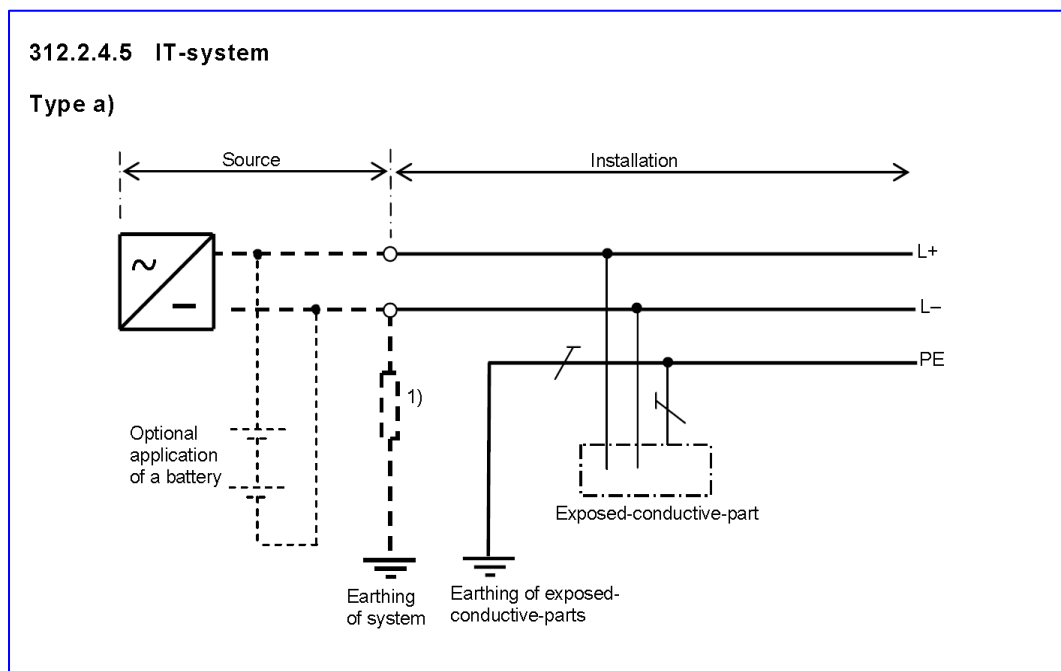 312.2.4.5 IT-system
Type a)
Source
Installation
L+
L–
PE
1)
Optional
application
of a battery
Exposed-conductive-part
Earthing
of system
Earthing of exposed-
conductive-parts